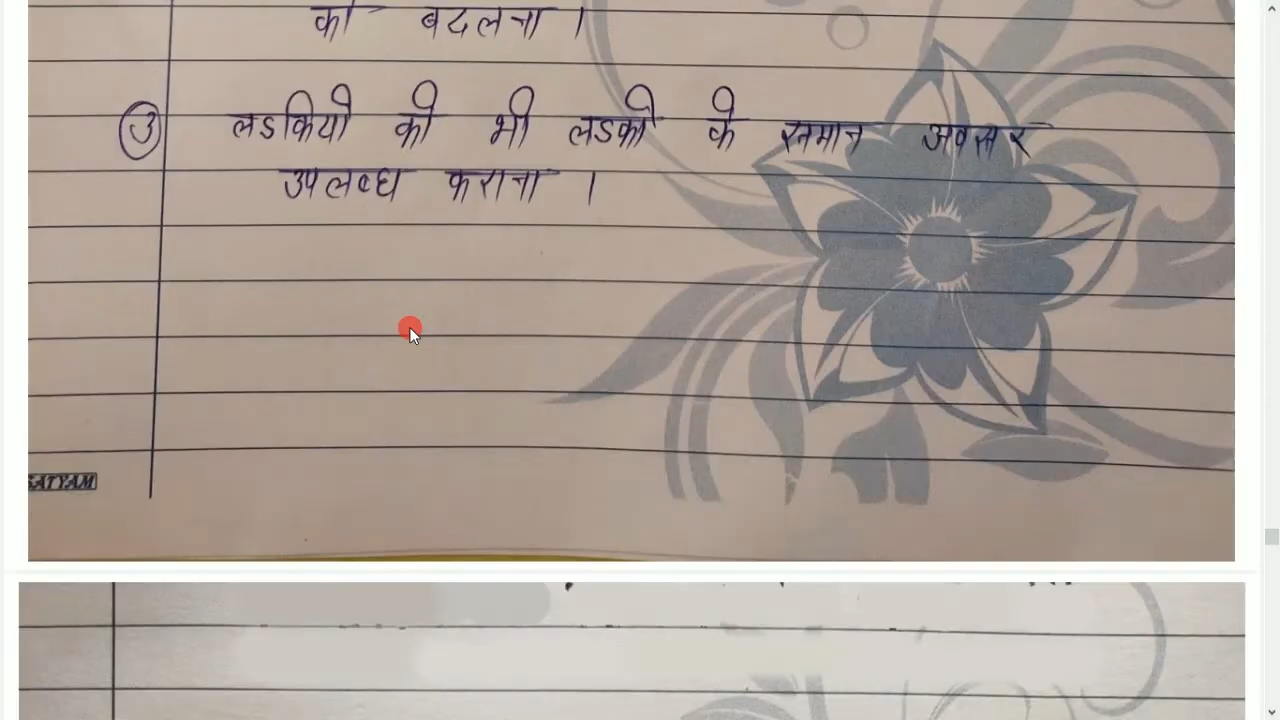 को बदलना ।
③ लडकियो को भी लडको के समान अवसर
उपलब्ध कराना ।
SATYAM